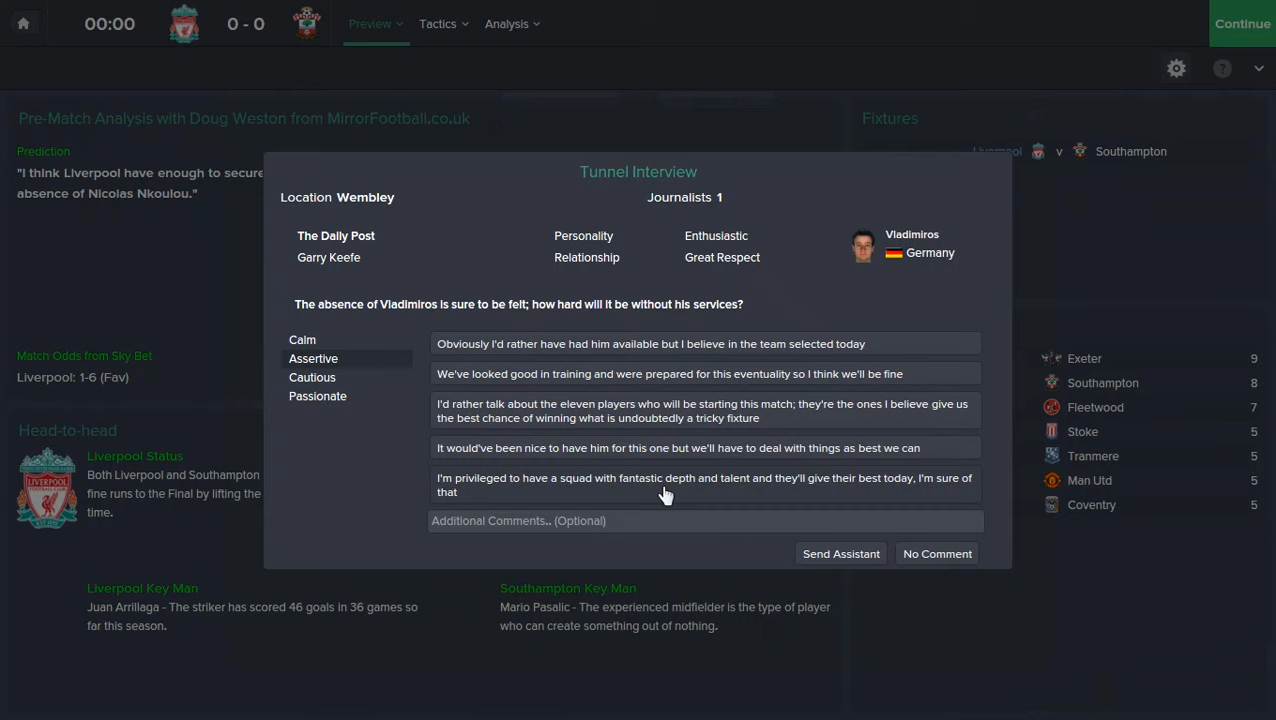 00:00
0 - 0
Preview
Tactics
Analysis
Continue
?
Pre-Match Analysis with Doug Weston from MirrorFootball.co.uk
Fixtures
Prediction
"I think Liverpool have enough to secure
absence of Nicolas Nkoulou."
Liverpool v Southampton
Tunnel Interview
Location Wembley
Journalists 1
The Daily Post
Personality
Enthusiastic
Vladimiros
Garry Keefe
Relationship
Great Respect
Germany
The absence of Vladimiros is sure to be felt; how hard will it be without his services?
Calm
Assertive
Cautious
Passionate
Obviously I'd rather have had him available but I believe in the team selected today
We've looked good in training and were prepared for this eventuality so I think we'll be fine
I'd rather talk about the eleven players who will be starting this match; they're the ones I believe give us
the best chance of winning what is undoubtedly a tricky fixture
It would've been nice to have him for this one but we'll have to deal with things as best we can
I'm privileged to have a squad with fantastic depth and talent and they'll give their best today, I'm sure of
that
Additional Comments.. (Optional)
Send Assistant
No Comment
Match Odds from Sky Bet
Liverpool: 1-6 (Fav)
Exeter 9
Southampton 8
Fleetwood 7
Stoke 5
Tranmere 5
Man Utd 5
Coventry 5
Head-to-head
Liverpool Status
Both Liverpool and Southampton
fine runs to the Final by lifting the
time.
Liverpool Key Man
Juan Arrillaga - The striker has scored 46 goals in 36 games so
far this season.
Southampton Key Man
Mario Pasalic - The experienced midfielder is the type of player
who can create something out of nothing.